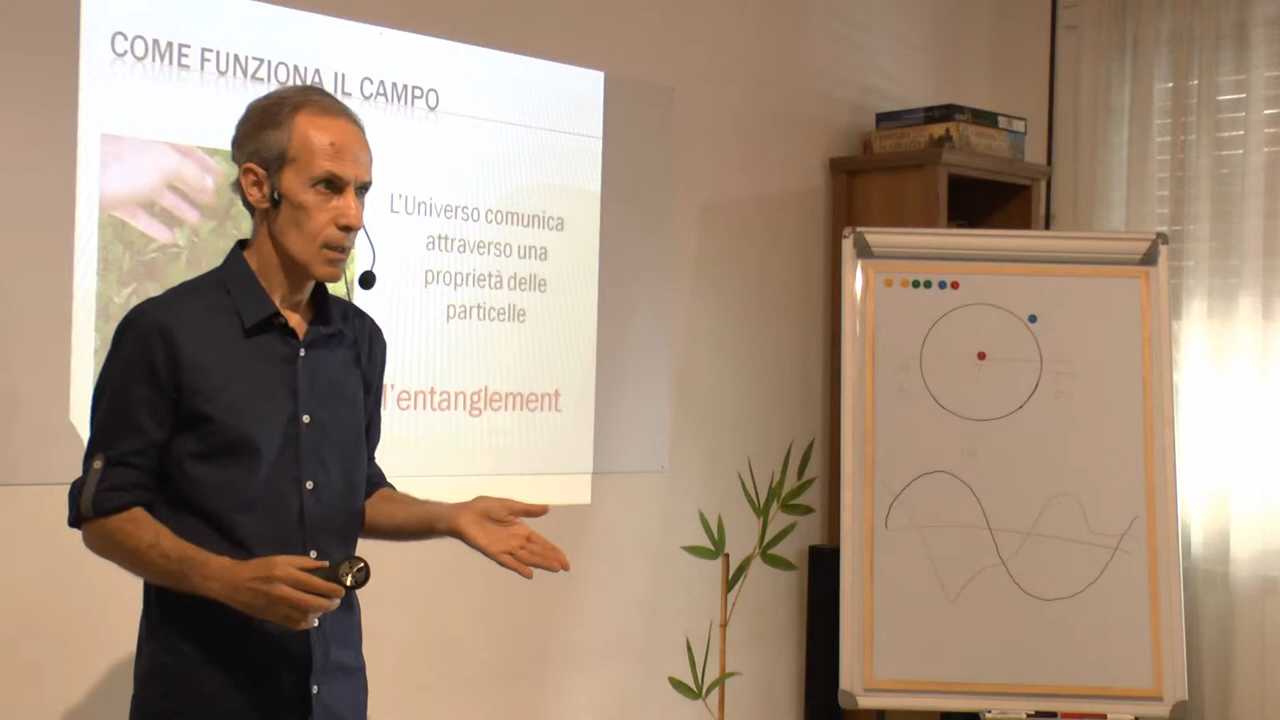 COME FUNZIONA IL CAMPO
L'Universo comunica
attraverso una
proprietà delle
particelle
l'entanglement